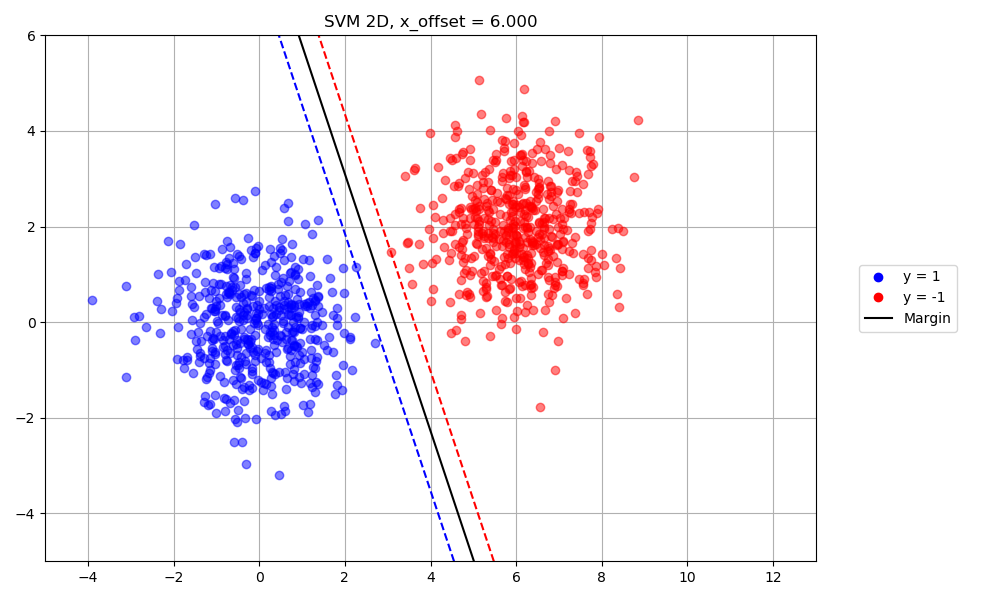 SVM 2D, x_offset = 6.000
6
4
2
0
−2
−4
−4 −2 0 2 4 6 8 10 12
y = 1
y = -1
Margin